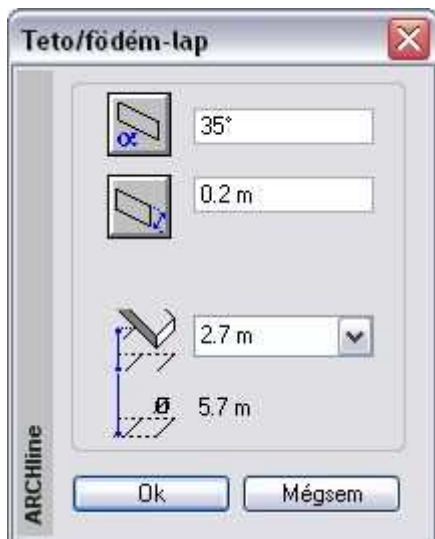 Teto/födém-lap
α
35°
0.2 m
2.7 m
ø 5.7 m
Ok
Mégsem
ARCHline